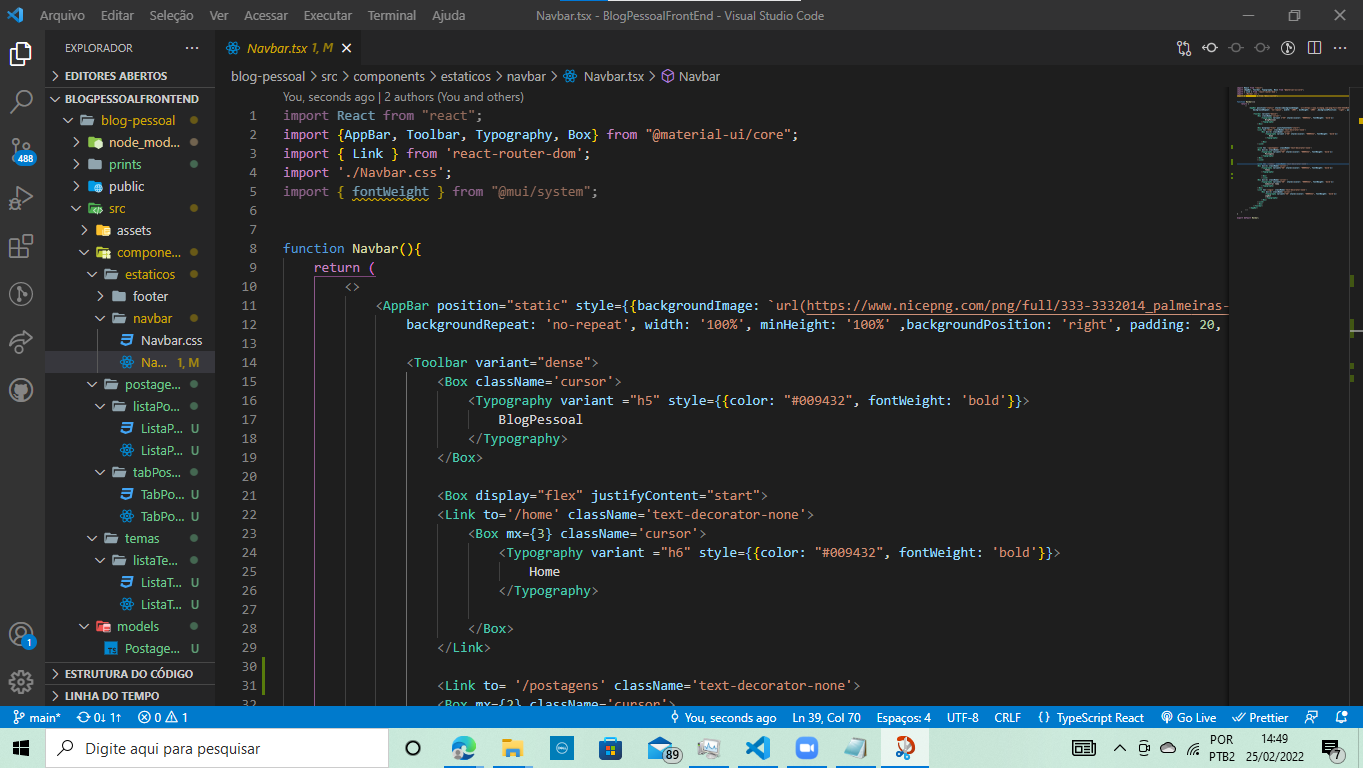 Arquivo Editar Seleção Ver Acessar Executar Terminal Ajuda
Navbar.tsx - BlogPessoalFrontEnd - Visual Studio Code
EXPLORADOR
EDITORES ABERTOS
BLOGPESSOALFRONTEND
blog-pessoal
node_mod...
prints
public
src
assets
compone...
estaticos
footer
navbar
Navbar.css
Na... 1, M
postage...
listaPo...
ListaP... U
ListaP... U
tabPos...
TabPo... U
TabPo... U
temas
listaTe...
ListaT... U
ListaT... U
models
Postage... U
ESTRUTURA DO CÓDIGO
LINHA DO TEMPO
488
1
Navbar.tsx 1, M
blog-pessoal > src > components > estaticos > navbar > Navbar.tsx > Navbar
You, seconds ago | 2 authors (You and others)
1 import React from "react";
2 import {AppBar, Toolbar, Typography, Box} from "@material-ui/core";
3 import { Link } from 'react-router-dom';
4 import './Navbar.css';
5 import { fontWeight } from "@mui/system";
6
7
8 function Navbar(){
9 return (
10 <>
11 <AppBar position="static" style={{backgroundImage: `url(https://www.nicepng.com/png/full/333-3332014_palmeiras-
12 backgroundRepeat: 'no-repeat', width: '100%', minHeight: '100%' ,backgroundPosition: 'right', padding: 20,
13
14 <Toolbar variant="dense">
15 <Box className='cursor'>
16 <Typography variant ="h5" style={{color: "#009432", fontWeight: 'bold'}}>
17 BlogPessoal
18 </Typography>
19 </Box>
20
21 <Box display="flex" justifyContent="start">
22 <Link to='/home' className='text-decorator-none'>
23 <Box mx={3} className='cursor'>
24 <Typography variant ="h6" style={{color: "#009432", fontWeight: 'bold'}}>
25 Home
26 </Typography>
27
28 </Box>
29 </Link>
30
31 <Link to= '/postagens' className='text-decorator-none'>
32 <Box mx={2} className='cursor'>
main* 0↓ 1↑ 0 1
You, seconds ago Ln 39, Col 70 Espaços: 4 UTF-8 CRLF {} TypeScript React Go Live Prettier
Digite aqui para pesquisar
89
POR
PTB2
14:49
25/02/2022
7